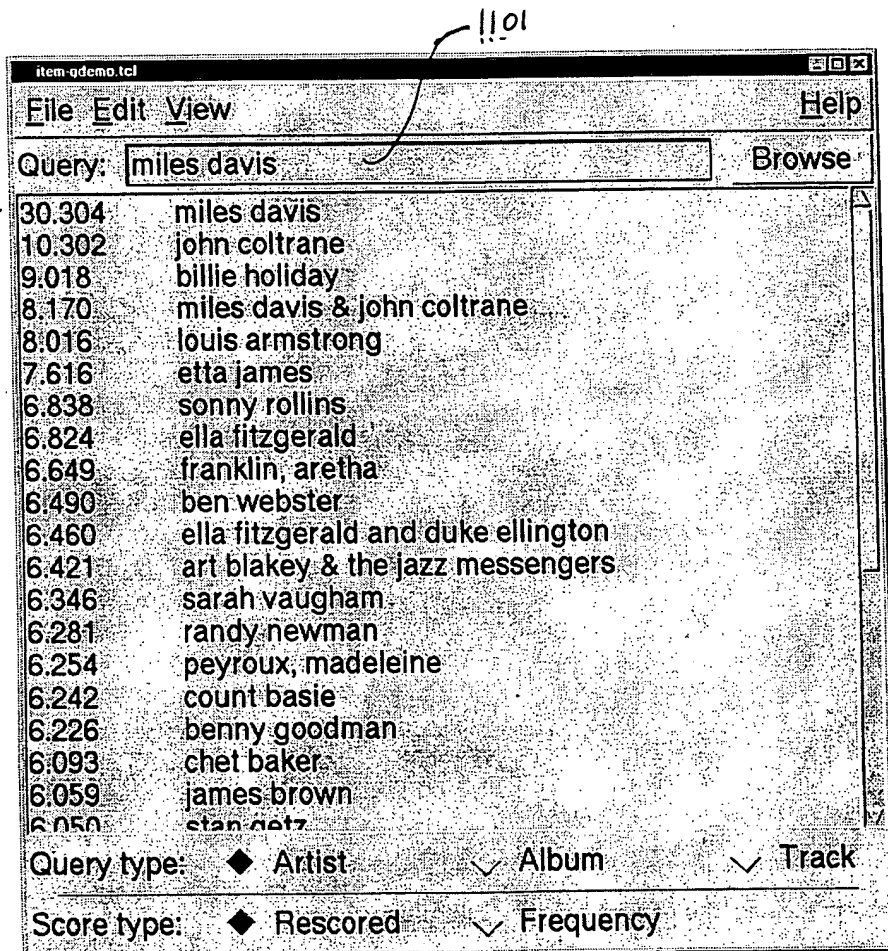 1101
item-qdemo.tcl
File Edit View Help
Query: miles davis Browse
30.304 miles davis
10.302 john coltrane
9.018 billie holiday
8.170 miles davis & john coltrane
8.016 louis armstrong
7.616 etta james
6.838 sonny rollins
6.824 ella fitzgerald
6.649 franklin, aretha
6.490 ben webster
6.460 ella fitzgerald and duke ellington
6.421 art blakey & the jazz messengers
6.346 sarah vaugham
6.281 randy newman
6.254 peyroux, madeleine
6.242 count basie
6.226 benny goodman
6.093 chet baker
6.059 james brown
6.050 stan getz
Query type: Artist Album Track
Score type: Rescored Frequency